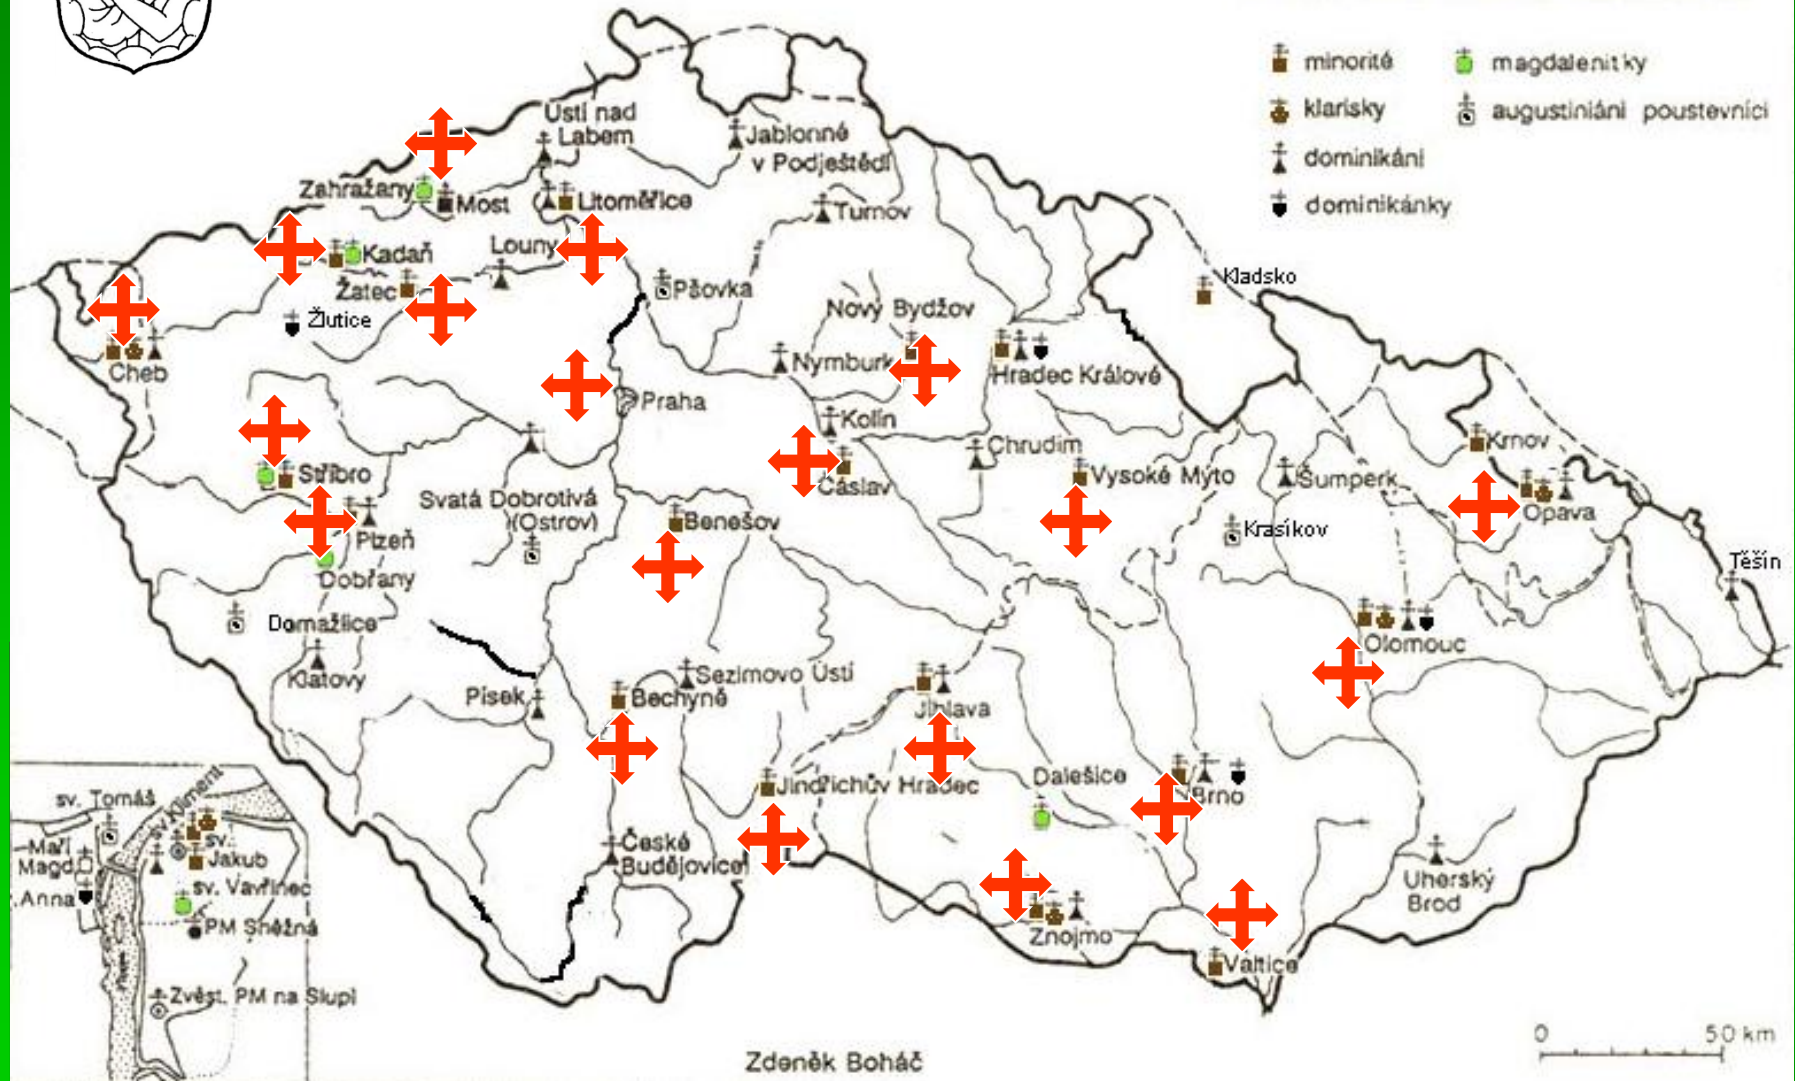 minorité
klarisky
dominikáni
dominikánky
magdalenitky
augustiniáni poustevníci
Ústí nad
Labem
Jablonné
v Podještědí
Zahražany
Most
Litoměřice
Turnov
Kadaň
Louny
Žatec
Pšovka
Kladsko
Žlutice
Nový Bydžov
Cheb
Nymburk
Hradec Králové
Praha
Kolín
Chrudim
Krnov
Stříbro
Čáslav
Vysoké Mýto
Šumperk
Svatá Dobrotivá
(Ostrov)
Benešov
Opava
Krasíkov
Plzeň
Dobřany
Těšín
Domažlice
Olomouc
Klatovy
Písek
Bechyně
Sezimovo Ústí
Jihlava
Jindřichův Hradec
Dalešice
Brno
České
Budějovice
Uherský
Brod
Znojmo
Valtice
sv. Tomáš
sv Kliment
Maří
Magd.
Anna
sv.
Jakub
sv. Vavřinec
PM Sněžná
Zvěst. PM na Slupi
0 50 km
Zdeněk Boháč